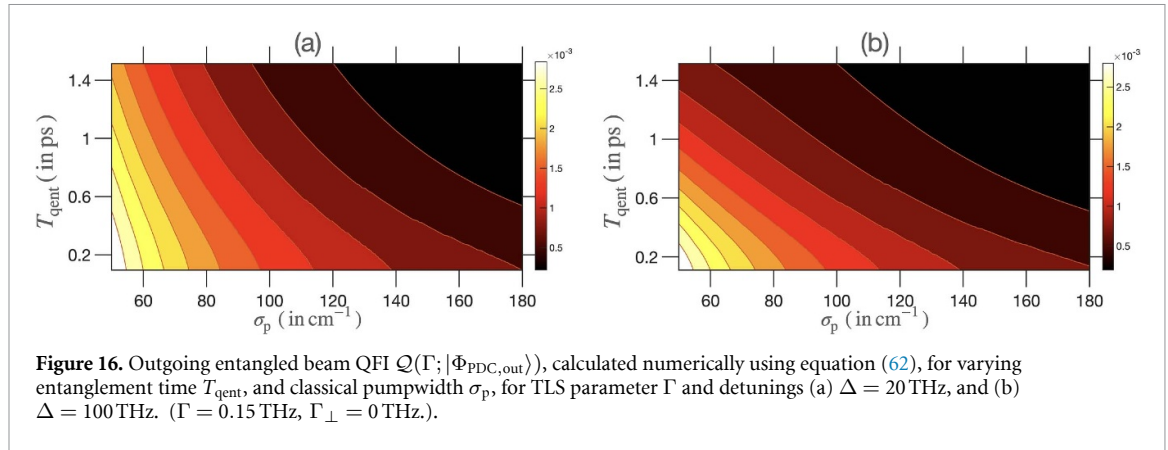 (a)
(b)
×10⁻³
×10⁻³
T_qent ( in ps )
1.4
1
0.6
0.2
60 80 100 120 140 160 180
σ_p ( in cm⁻¹ )
2.5
2
1.5
1
0.5
T_qent ( in ps )
1.4
1
0.6
0.2
60 80 100 120 140 160 180
σ_p ( in cm⁻¹ )
2.5
2
1.5
1
0.5
Figure 16. Outgoing entangled beam QFI 𝒬(Γ; |Φ_PDC,out⟩), calculated numerically using equation (62), for varying
entanglement time T_qent, and classical pumpwidth σ_p, for TLS parameter Γ and detunings (a) Δ = 20 THz, and (b)
Δ = 100 THz. (Γ = 0.15 THz, Γ_⊥ = 0 THz.).